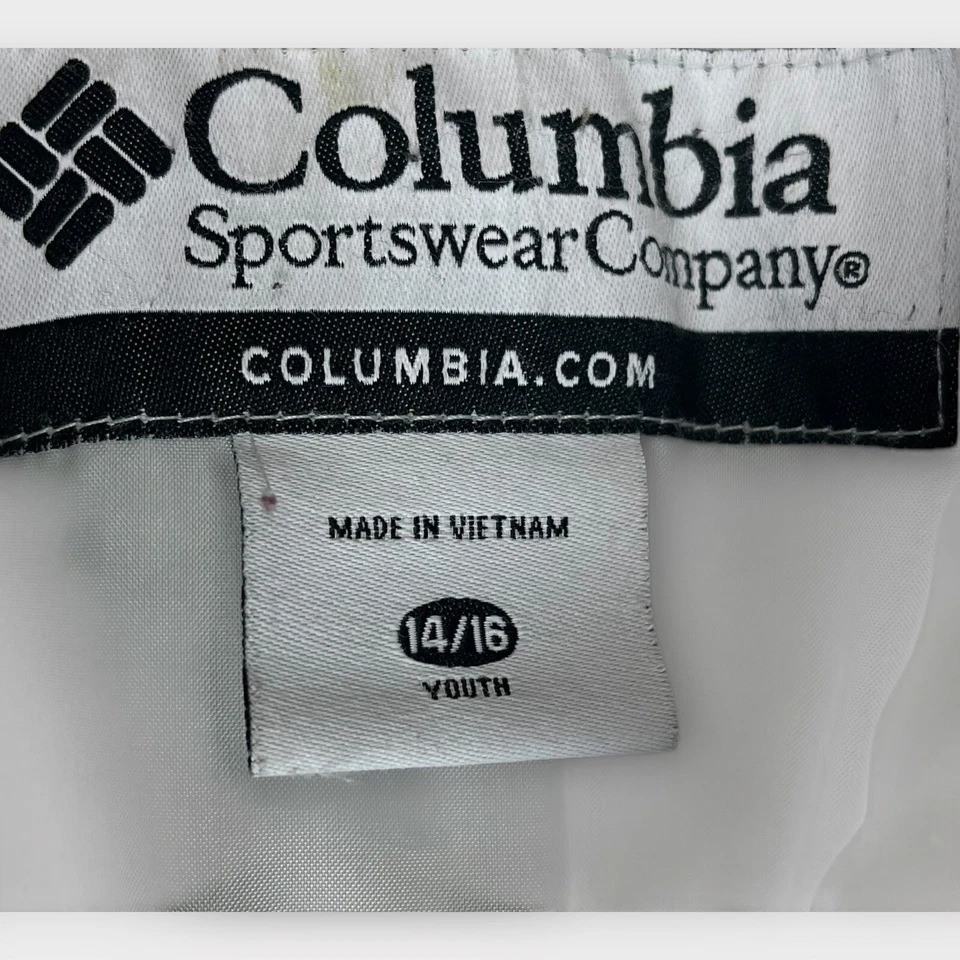 Columbia
Sportswear Company®
COLUMBIA.COM
MADE IN VIETNAM
14/16
YOUTH